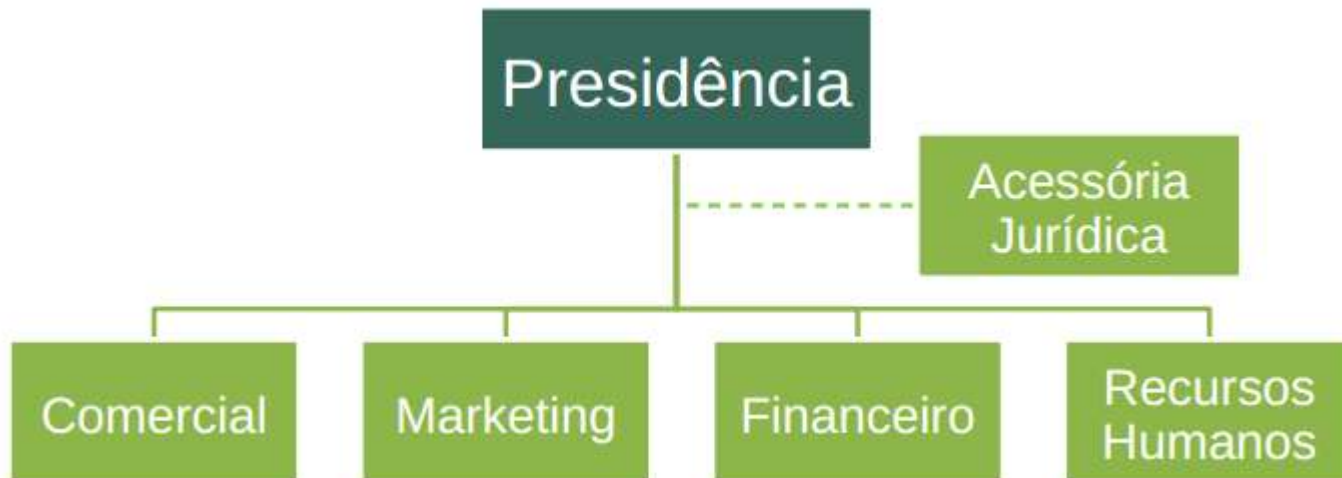 Presidência
Acessória
Jurídica
Comercial
Marketing
Financeiro
Recursos
Humanos